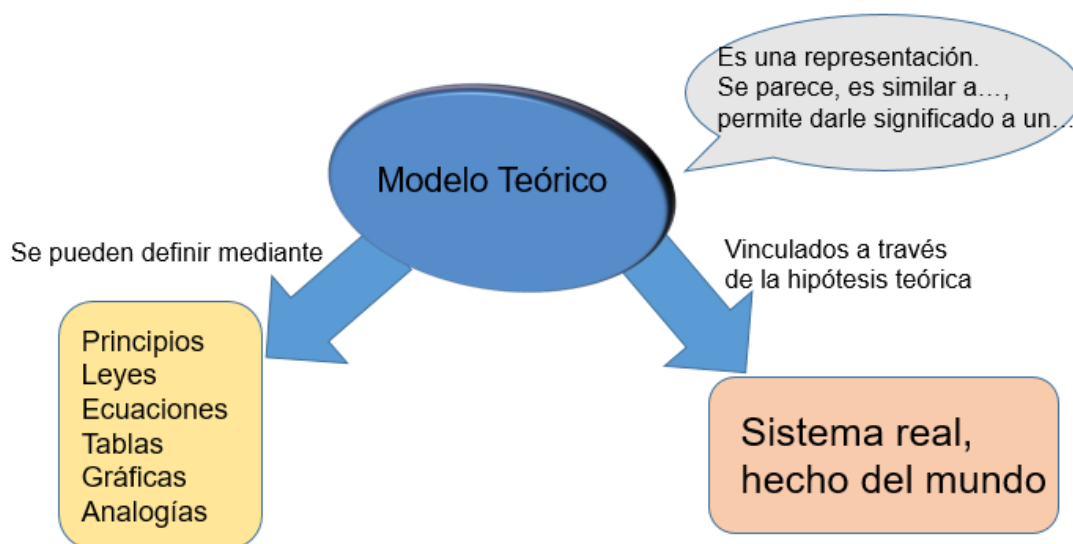 Es una representación.
Se parece, es similar a…,
permite darle significado a un…
Modelo Teórico
Se pueden definir mediante
Vinculados a través
de la hipótesis teórica
Principios
Leyes
Ecuaciones
Tablas
Gráficas
Analogías
Sistema real,
hecho del mundo